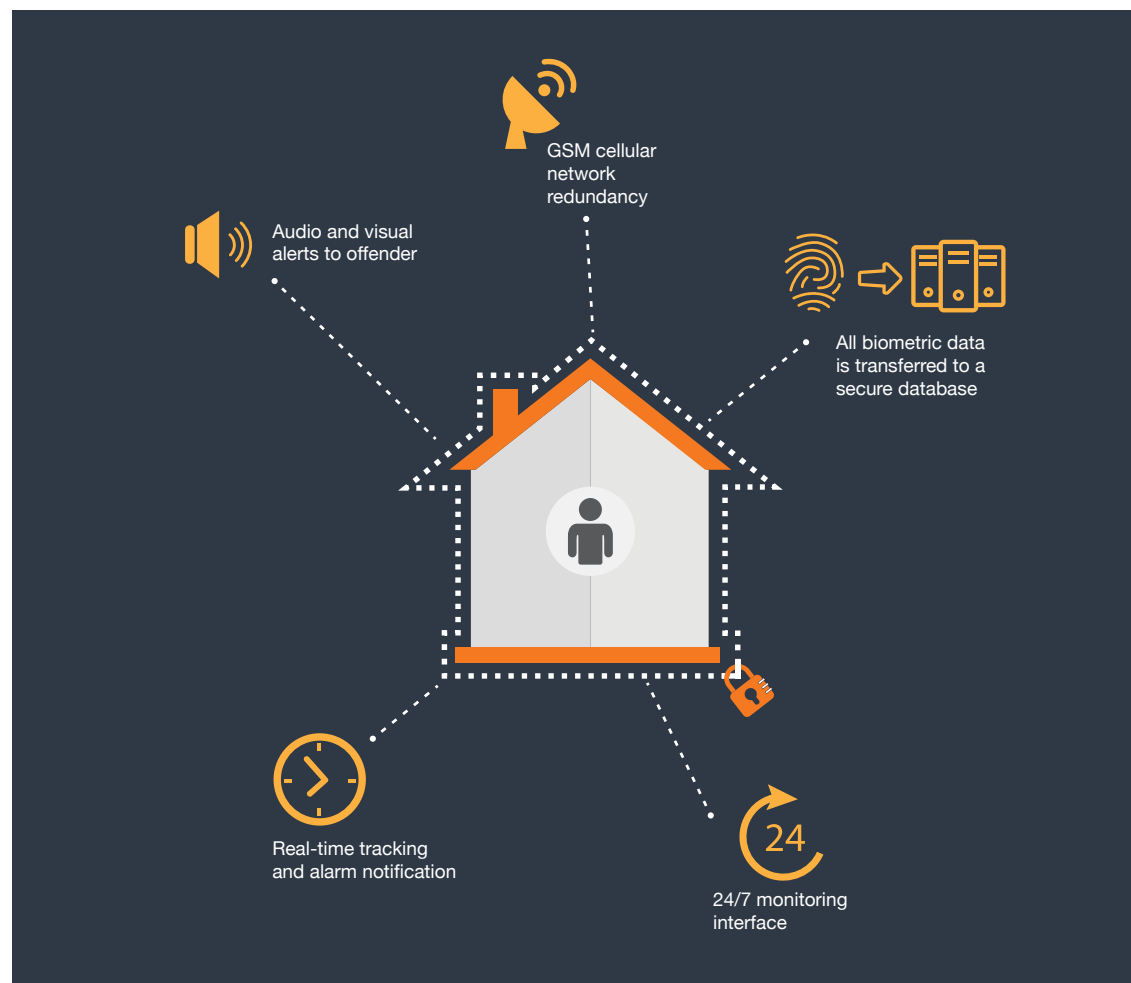 GSM cellular
network
redundancy
Audio and visual
alerts to offender
All biometric data
is transferred to a
secure database
Real-time tracking
and alarm notification
24
24/7 monitoring
interface